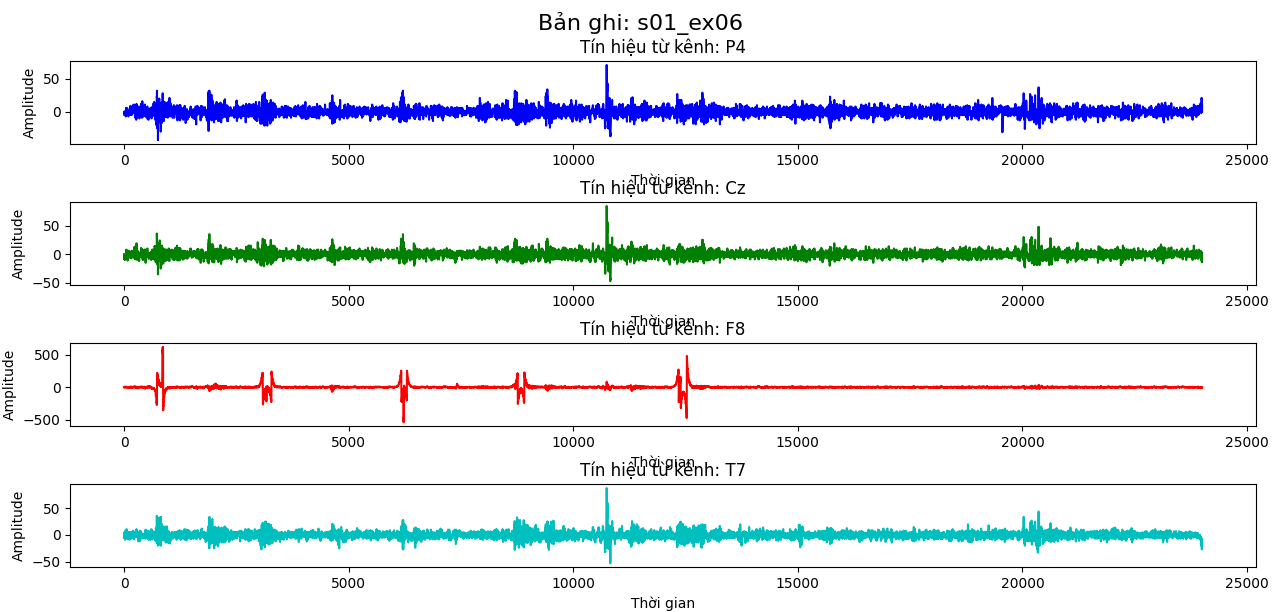 Bản ghi: s01_ex06
Tín hiệu từ kênh: P4
Amplitude
50
0
0 5000 10000 15000 20000 25000
Thời gian
Tín hiệu từ kênh: Cz
Amplitude
50
0
−50
0 5000 10000 15000 20000 25000
Thời gian
Tín hiệu từ kênh: F8
Amplitude
500
0
−500
0 5000 10000 15000 20000 25000
Thời gian
Tín hiệu từ kênh: T7
Amplitude
50
0
−50
0 5000 10000 15000 20000 25000
Thời gian